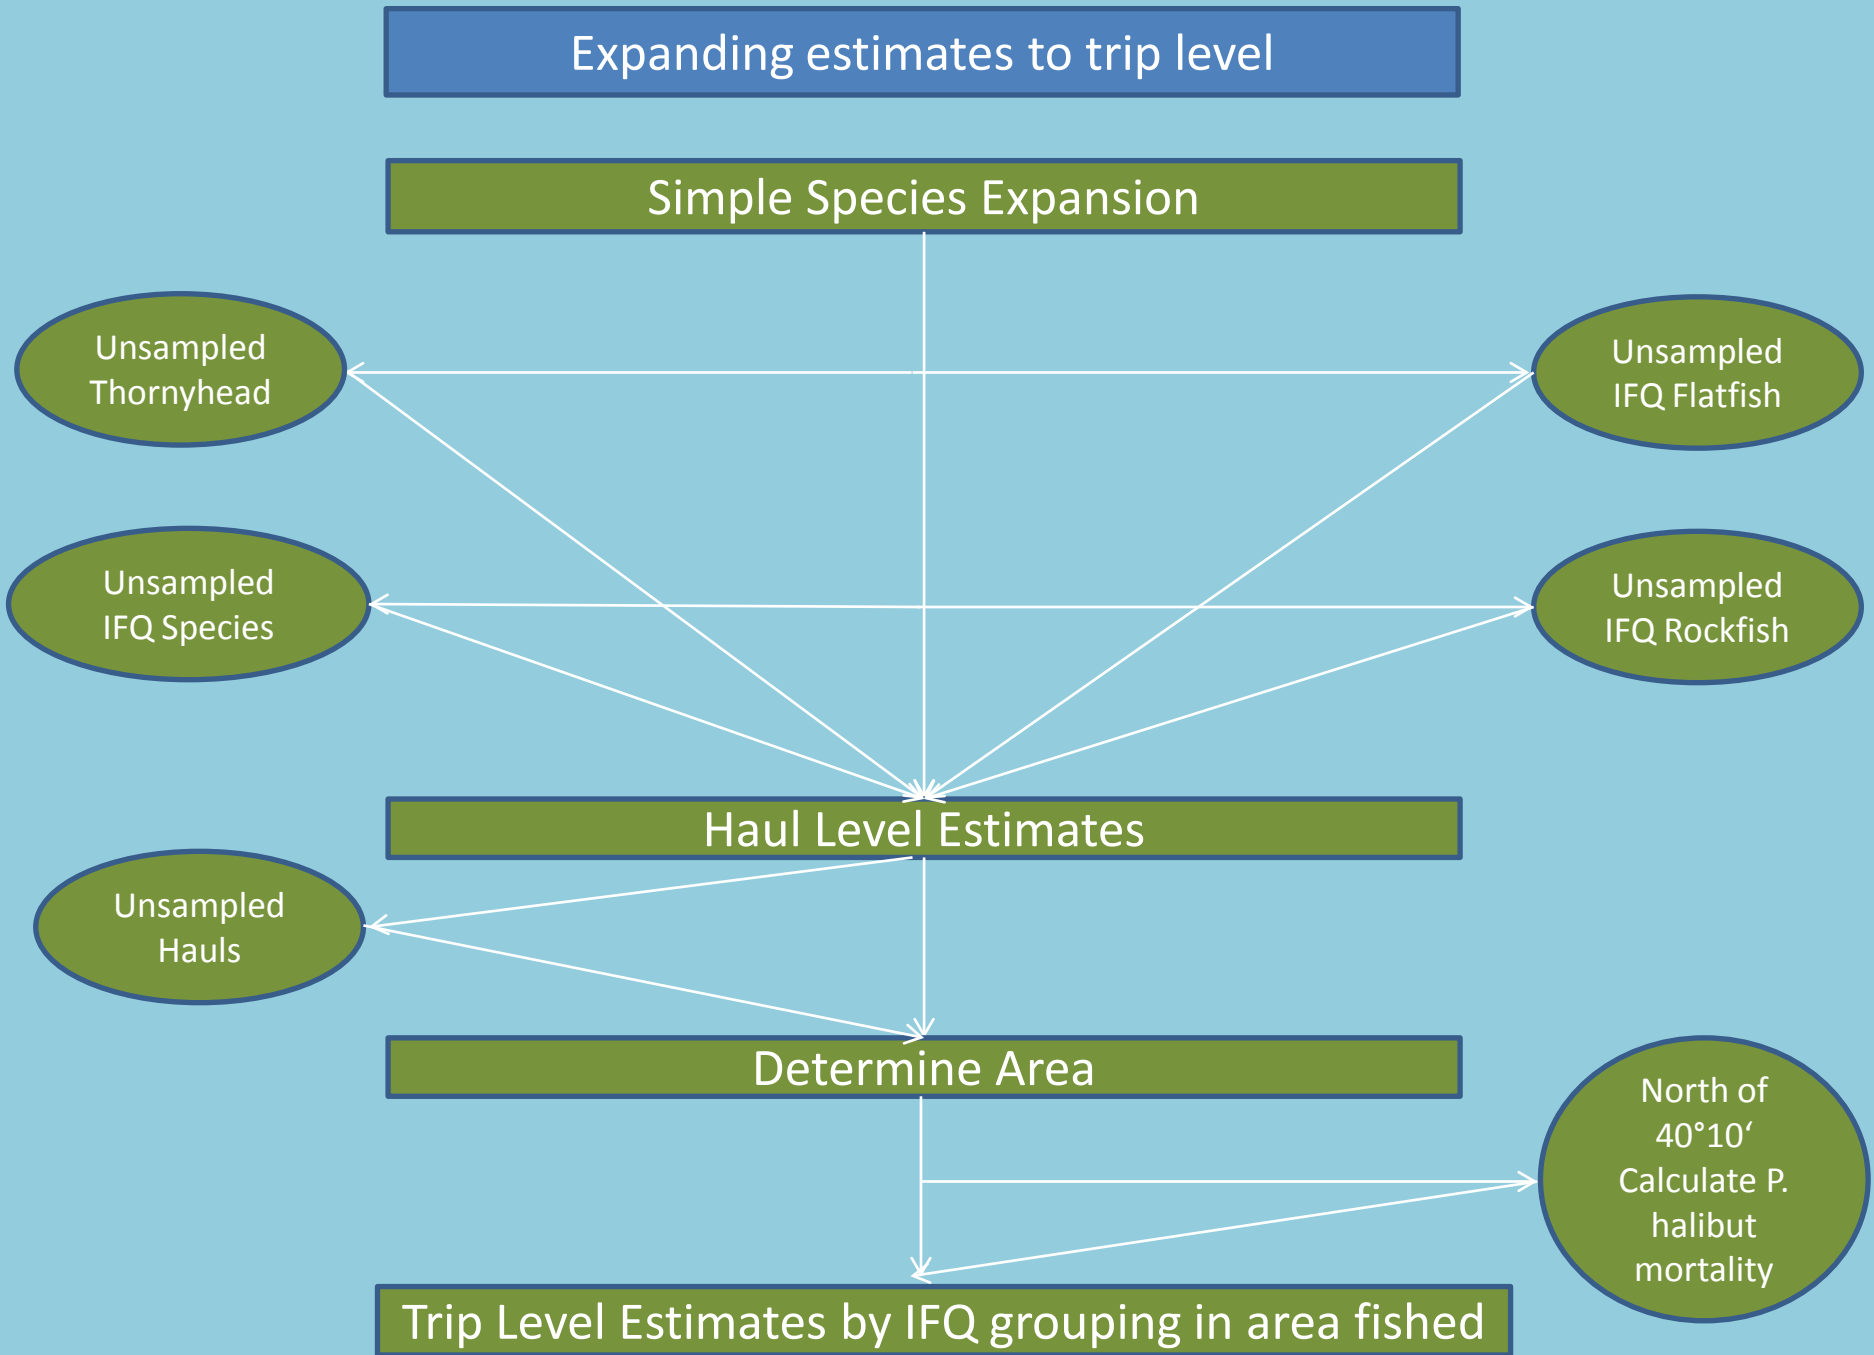 Expanding estimates to trip level
Simple Species Expansion
Unsampled
Thornyhead
Unsampled
IFQ Flatfish
Unsampled
IFQ Species
Unsampled
IFQ Rockfish
Haul Level Estimates
Unsampled
Hauls
Determine Area
North of
40°10‘
Calculate P.
halibut
mortality
Trip Level Estimates by IFQ grouping in area fished